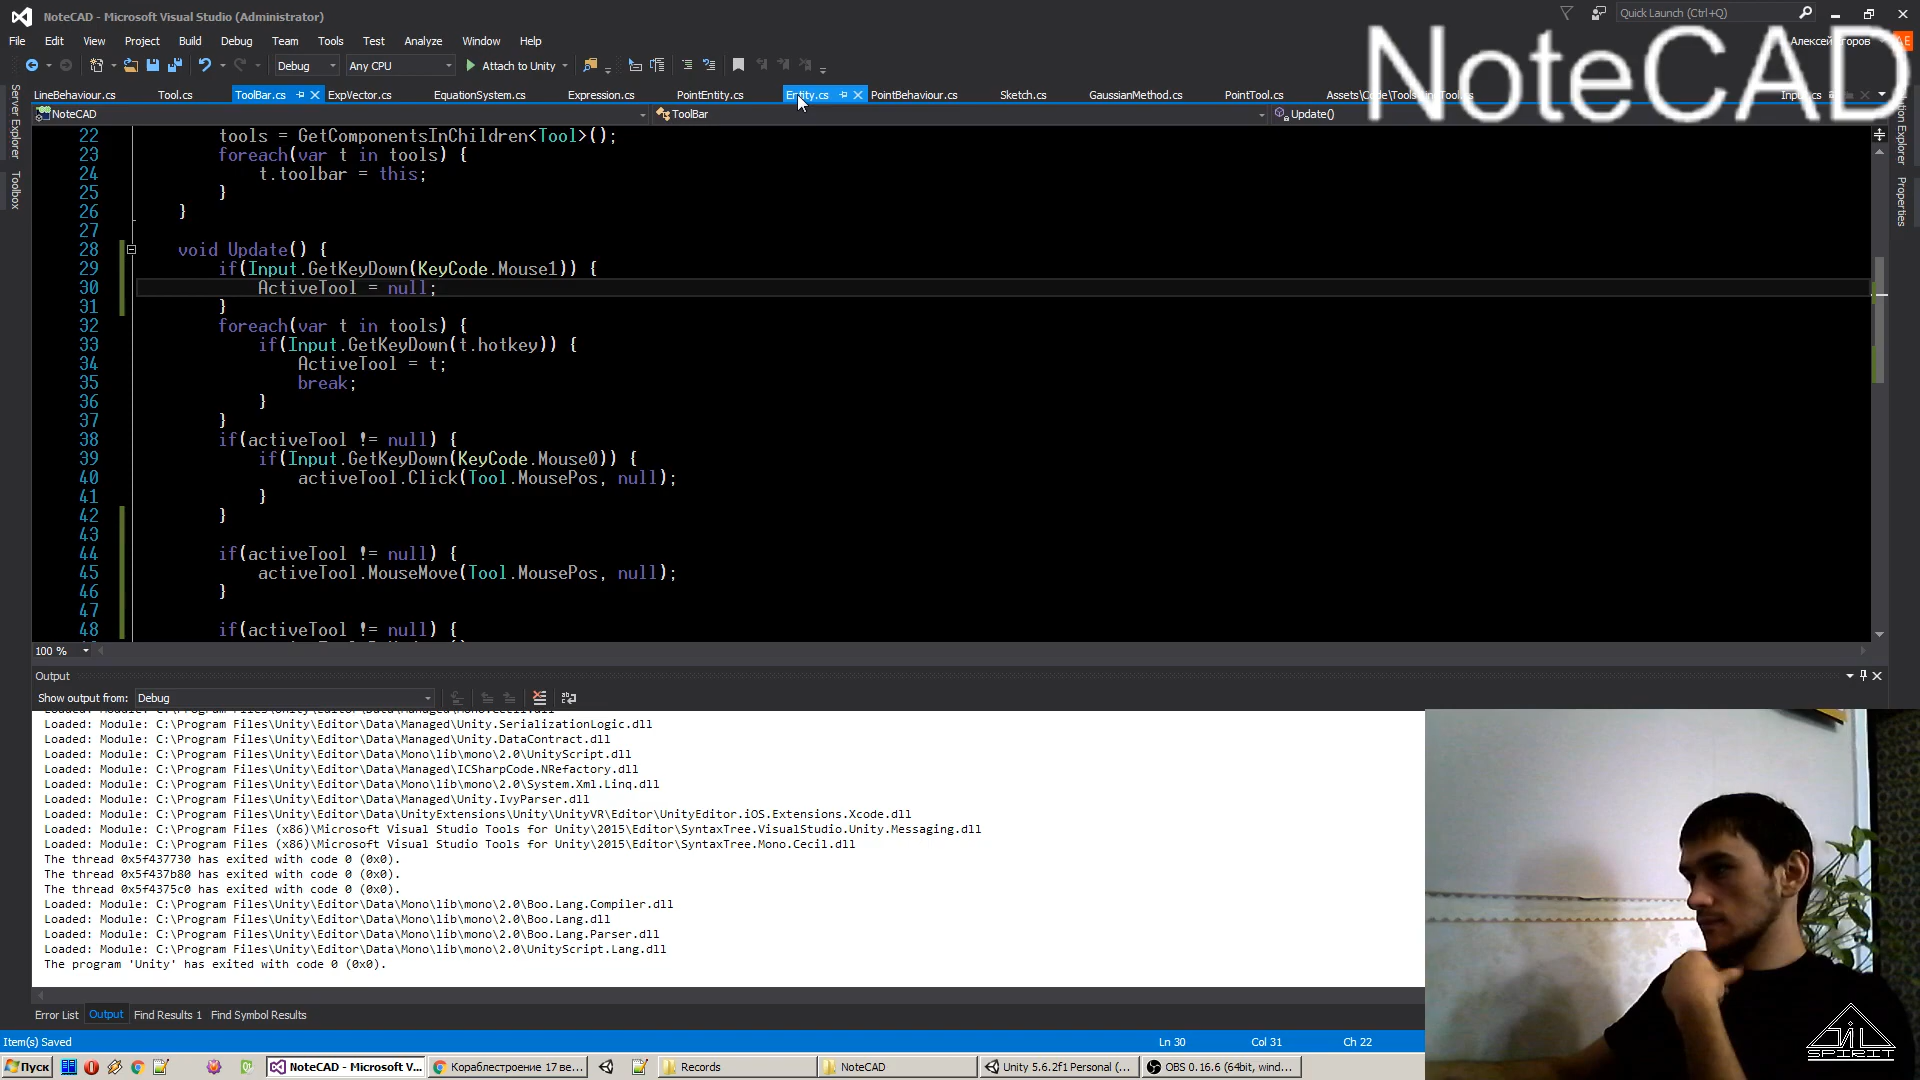 NoteCAD - Microsoft Visual Studio (Administrator)
Quick Launch (Ctrl+Q)
File Edit View Project Build Debug Team Tools Test Analyze Window Help
Debug Any CPU Attach to Unity
NoteCAD
LineBehaviour.cs Tool.cs ToolBar.cs ExpVector.cs EquationSystem.cs Expression.cs PointEntity.cs Entity.cs PointBehaviour.cs Sketch.cs GaussianMethod.cs PointTool.cs
NoteCAD ToolBar Update()
Server Explorer
Toolbox
Properties
22 tools = GetComponentsInChildren<Tool>();
23 foreach(var t in tools) {
24 t.toolbar = this;
25 }
26 }
27
28 void Update() {
29 if(Input.GetKeyDown(KeyCode.Mouse1)) {
30 ActiveTool = null;
31 }
32 foreach(var t in tools) {
33 if(Input.GetKeyDown(t.hotkey)) {
34 ActiveTool = t;
35 break;
36 }
37 }
38 if(activeTool != null) {
39 if(Input.GetKeyDown(KeyCode.Mouse0)) {
40 activeTool.Click(Tool.MousePos, null);
41 }
42 }
43
44 if(activeTool != null) {
45 activeTool.MouseMove(Tool.MousePos, null);
46 }
47
48 if(activeTool != null) {
100 %
Output
Show output from: Debug
Loaded: Module: C:\Program Files\Unity\Editor\Data\Managed\Unity.SerializationLogic.dll
Loaded: Module: C:\Program Files\Unity\Editor\Data\Managed\Unity.DataContract.dll
Loaded: Module: C:\Program Files\Unity\Editor\Data\Mono\lib\mono\2.0\UnityScript.dll
Loaded: Module: C:\Program Files\Unity\Editor\Data\Managed\ICSharpCode.NRefactory.dll
Loaded: Module: C:\Program Files\Unity\Editor\Data\Mono\lib\mono\2.0\System.Xml.Linq.dll
Loaded: Module: C:\Program Files\Unity\Editor\Data\Managed\Unity.IvyParser.dll
Loaded: Module: C:\Program Files\Unity\Editor\Data\UnityExtensions\Unity\UnityVR\Editor\UnityEditor.iOS.Extensions.Xcode.dll
Loaded: Module: C:\Program Files (x86)\Microsoft Visual Studio Tools for Unity\2015\Editor\SyntaxTree.VisualStudio.Unity.Messaging.dll
Loaded: Module: C:\Program Files (x86)\Microsoft Visual Studio Tools for Unity\2015\Editor\SyntaxTree.Mono.Cecil.dll
The thread 0x5f437730 has exited with code 0 (0x0).
The thread 0x5f437b80 has exited with code 0 (0x0).
The thread 0x5f4375c0 has exited with code 0 (0x0).
Loaded: Module: C:\Program Files\Unity\Editor\Data\Mono\lib\mono\2.0\Boo.Lang.Compiler.dll
Loaded: Module: C:\Program Files\Unity\Editor\Data\Mono\lib\mono\2.0\Boo.Lang.dll
Loaded: Module: C:\Program Files\Unity\Editor\Data\Mono\lib\mono\2.0\Boo.Lang.Parser.dll
Loaded: Module: C:\Program Files\Unity\Editor\Data\Mono\lib\mono\2.0\UnityScript.Lang.dll
The program 'Unity' has exited with code 0 (0x0).
Error List Output Find Results 1 Find Symbol Results
Item(s) Saved Ln 30 Col 31 Ch 22
SPIRIT
Пуск NoteCAD - Microsoft V... Кораблестроение 17 ве... Records NoteCAD Unity 5.6.2f1 Personal (... OBS 0.16.6 (64bit, wind...